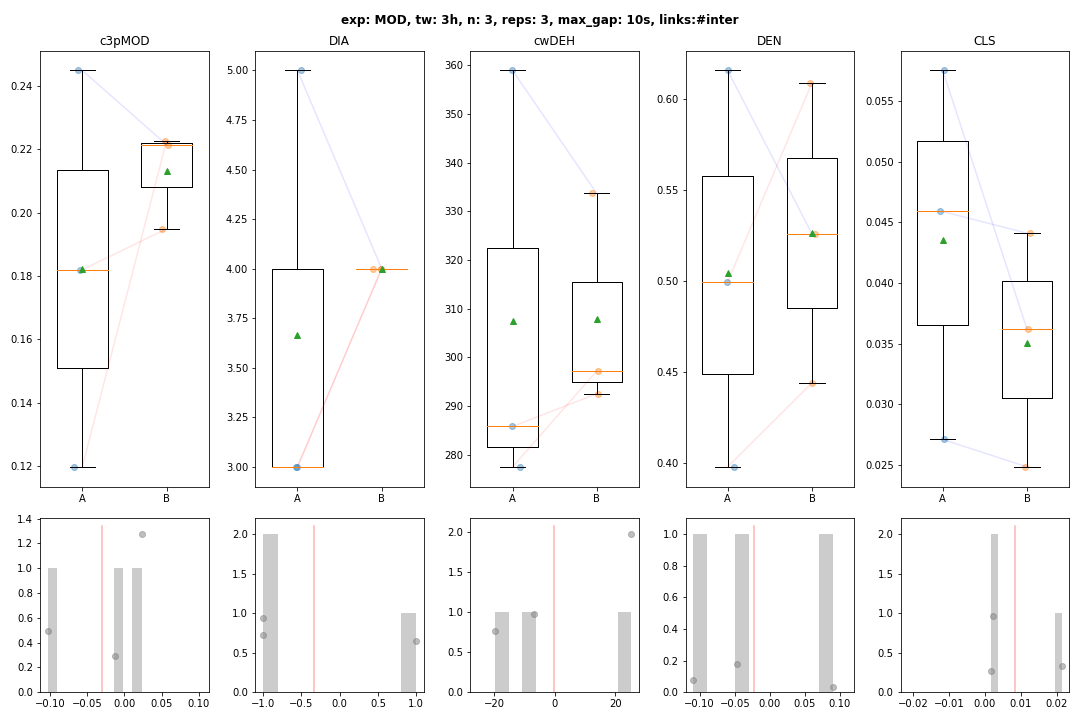 exp: MOD, tw: 3h, n: 3, reps: 3, max_gap: 10s, links:#inter
c3pMOD DIA cwDEH DEN CLS
0.24 0.22 0.20 0.18 0.16 0.14 0.12
A B
5.00 4.75 4.50 4.25 4.00 3.75 3.50 3.25 3.00
A B
360 350 340 330 320 310 300 290 280
A B
0.60 0.55 0.50 0.45 0.40
A B
0.055 0.050 0.045 0.040 0.035 0.030 0.025
A B
1.4 1.2 1.0 0.8 0.6 0.4 0.2 0.0
−0.10 −0.05 0.00 0.05 0.10
2.0 1.5 1.0 0.5 0.0
−1.0 −0.5 0.0 0.5 1.0
2.0 1.5 1.0 0.5 0.0
−20 0 20
1.0 0.8 0.6 0.4 0.2 0.0
−0.10 −0.05 0.00 0.05 0.10
2.0 1.5 1.0 0.5 0.0
−0.02 −0.01 0.00 0.01 0.02